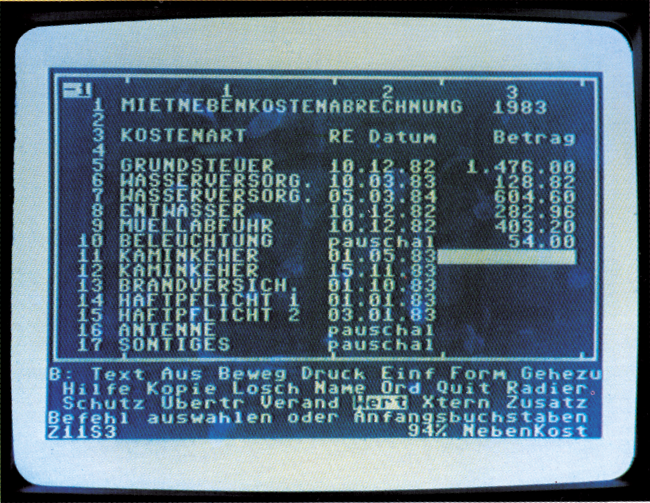 -31 1 2 3
1 MIETNEBENKOSTENABRECHNUNG 1983
2
3 KOSTENART RE Datum Betrag
4
5 GRUNDSTEUER 10.12.82 1.476.00
6 WASSERVERSORG. 10.03.83 128.82
7 WASSERVERSORG. 05.03.84 604.60
8 ENTWASSER 10.12.82 282.96
9 MUELLABFUHR 10.12.82 403.20
10 BELEUCHTUNG pauschal 54.00
11 KAMINKEHER 01.05.83
12 KAMINKEHER 15.11.83
13 BRANDVERSICH. 01.10.83
14 HAFTPFLICHT 1 01.01.83
15 HAFTPFLICHT 2 03.01.83
16 ANTENNE pauschal
17 SONTIGES pauschal
B: Text Aus Beweg Druck Einf Form Gehezu
Hilfe Kopie Losch Name Ord Quit Radier
Schutz Ubertr Verand Wert Xtern Zusatz
Befehl auswahlen oder Anfangsbuchstaben
Z11S3 94% NebenKost